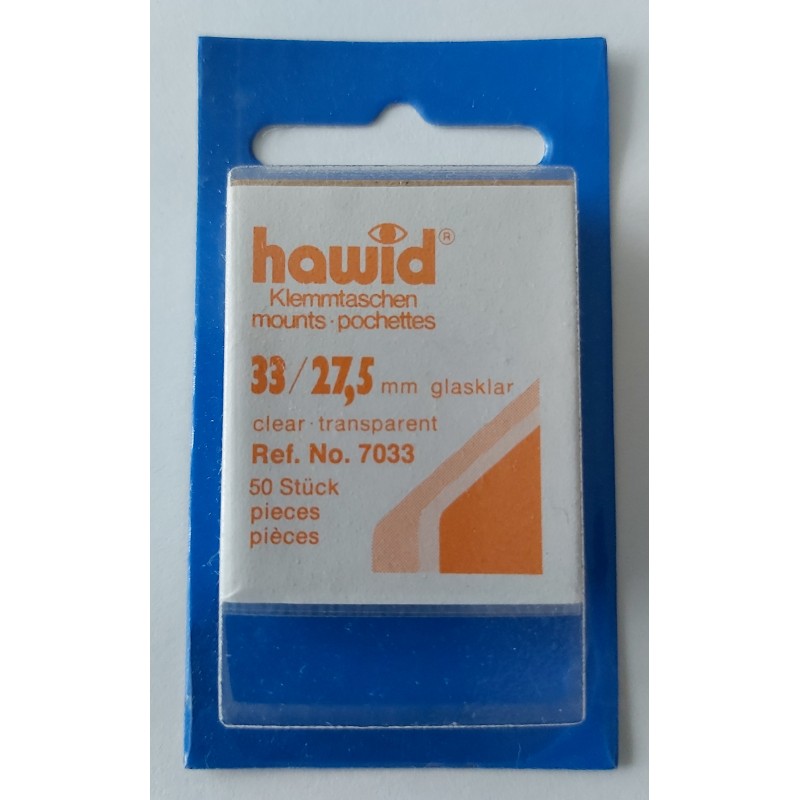 hawid®
Klemmtaschen
mounts·pochettes
33/27,5 mm glasklar
clear·transparent
Ref. No. 7033
50 Stück
pieces
pièces